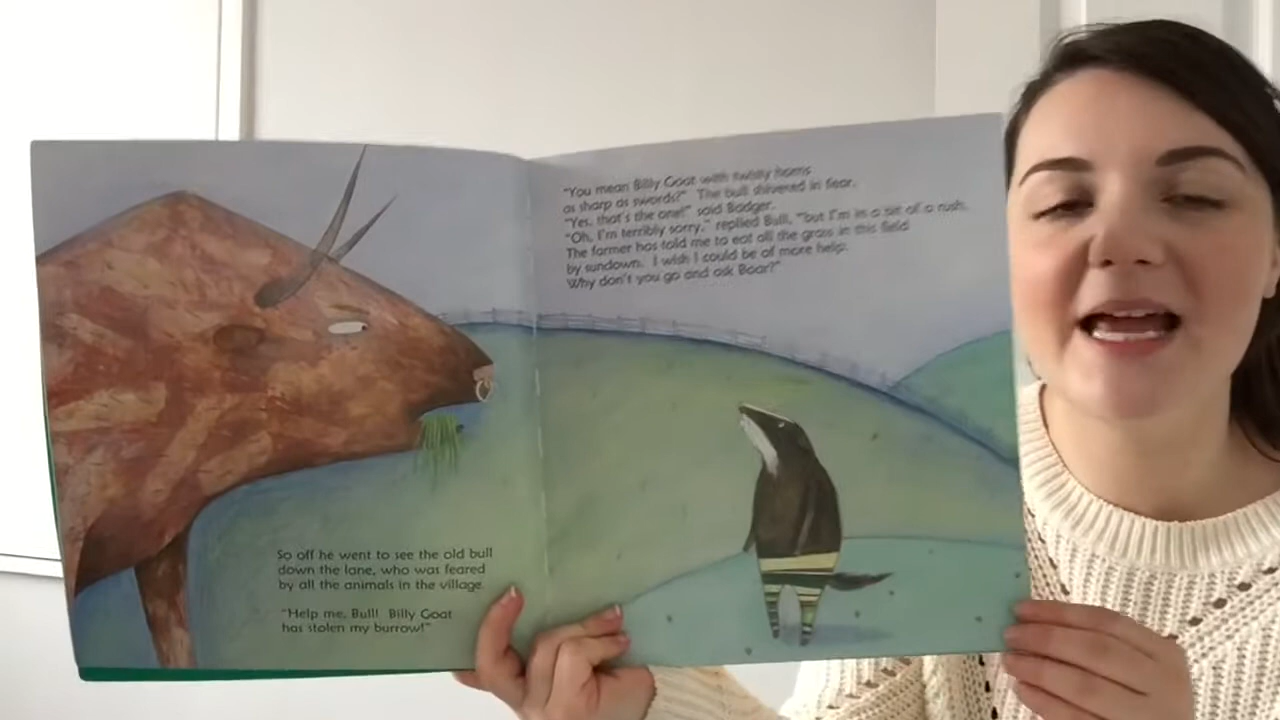 So off he went to see the old bull
down the lane, who was feared
by all the animals in the village.
"Help me, Bull! Billy Goat
has stolen my burrow!"
"You mean Billy Goat with twisty horns
as sharp as swords?" The bull shivered in fear.
"Yes, that's the one!" said Badger.
"Oh, I'm terribly sorry," replied Bull, "but I'm in a bit of a rush.
The farmer has told me to eat all the grass in this field
by sundown. I wish I could be of more help.
Why don't you go and ask Boar?"